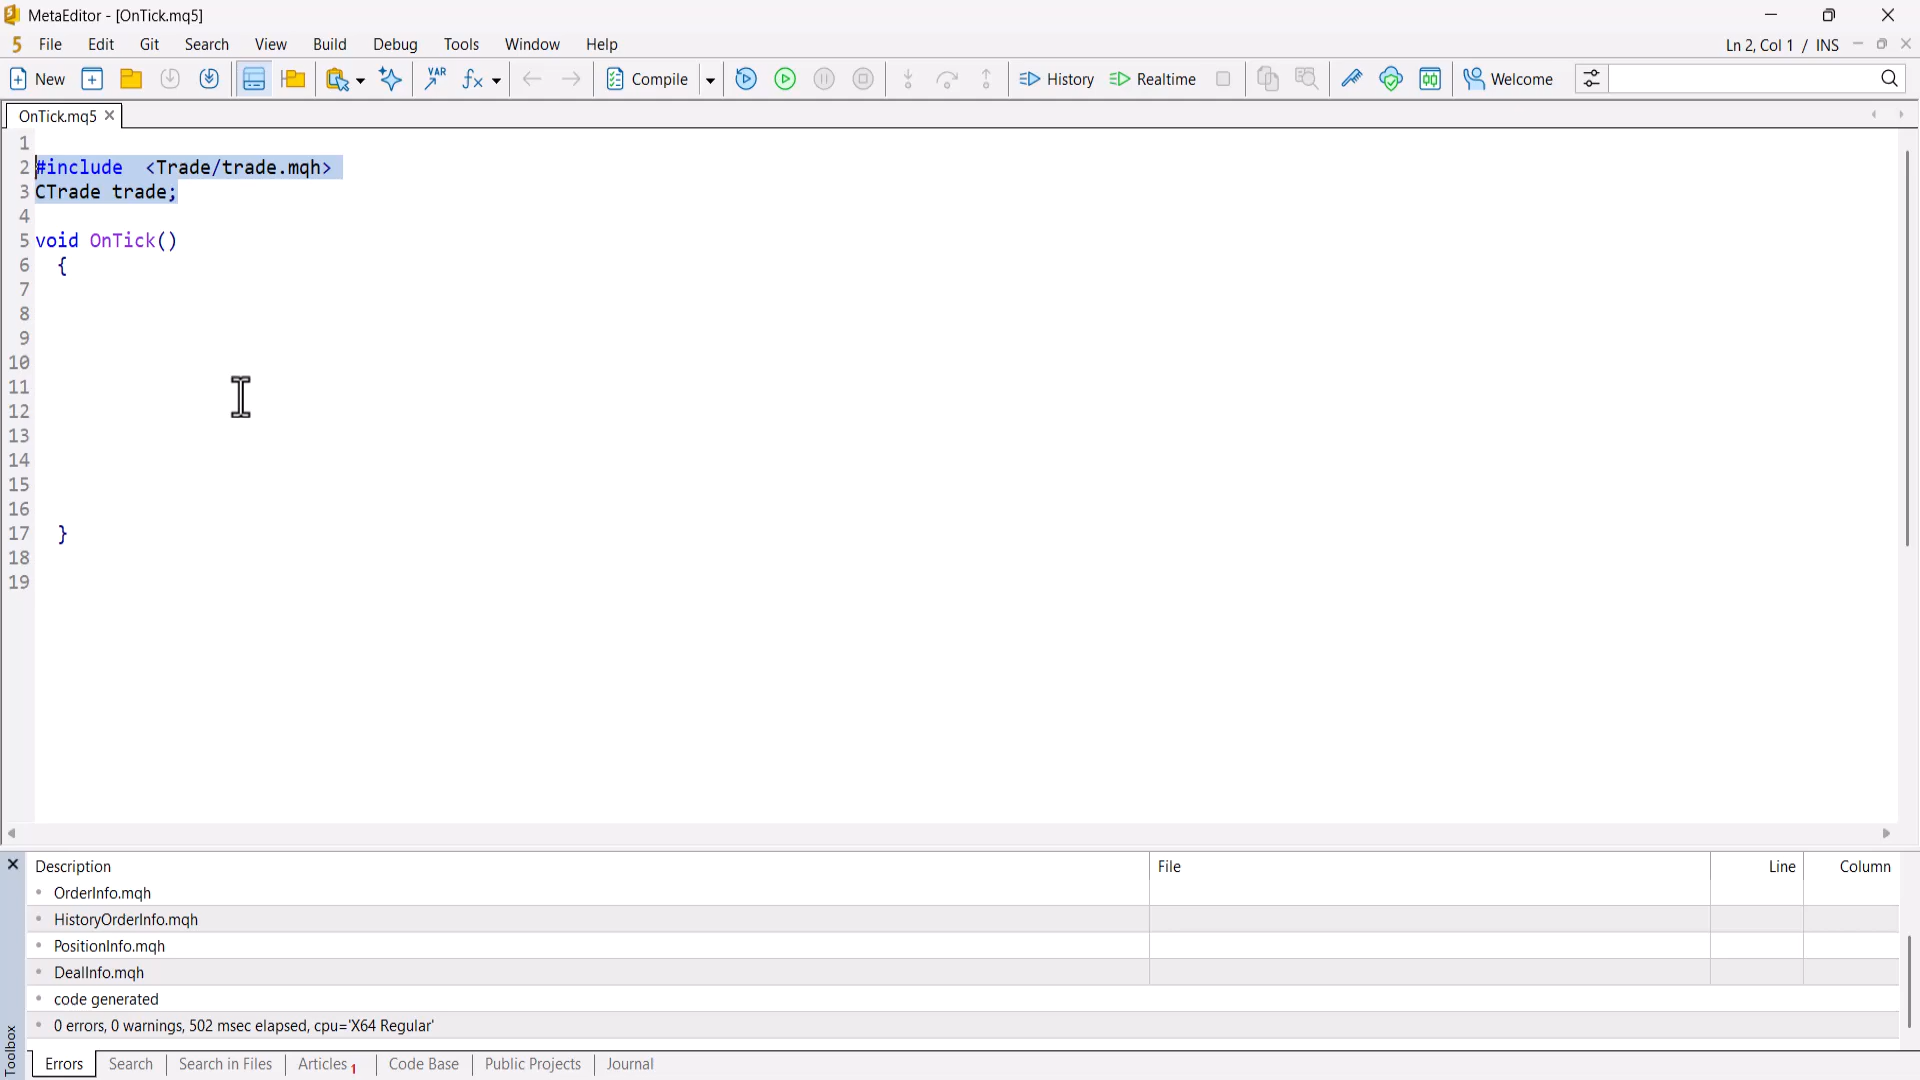 MetaEditor - [OnTick.mq5]
5 File Edit Git Search View Build Debug Tools Window Help Ln 2, Col 1 / INS
New VAR fx Compile History Realtime Welcome
OnTick.mq5
1
2 #include  <Trade/trade.mqh>
3 CTrade trade;
4
5 void OnTick()
6 {
7
8
9
10
11
12
13
14
15
16
17 }
18
19
Description File Line Column
OrderInfo.mqh
HistoryOrderInfo.mqh
PositionInfo.mqh
DealInfo.mqh
code generated
0 errors, 0 warnings, 502 msec elapsed, cpu='X64 Regular'
Toolbox
Errors Search Search in Files Articles 1 Code Base Public Projects Journal